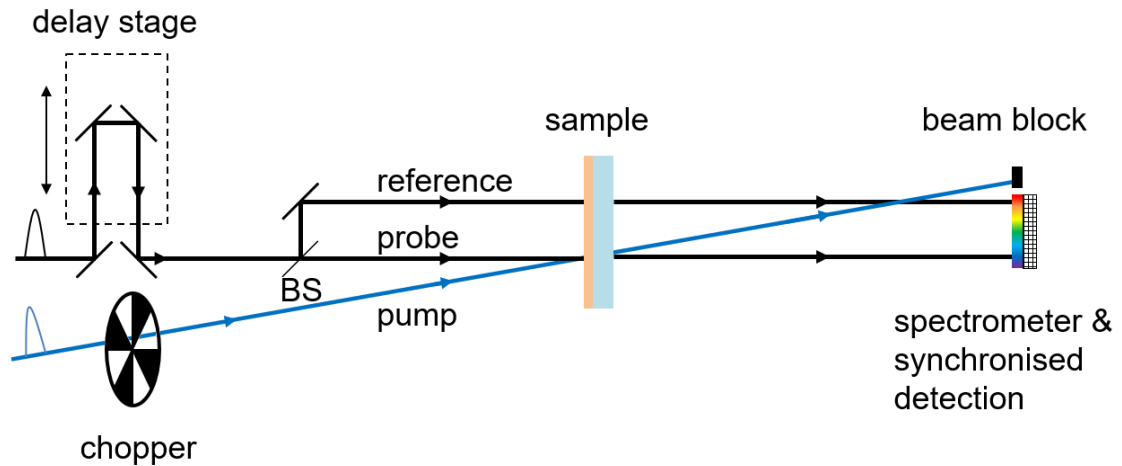 delay stage
sample
beam block
reference
probe
BS
pump
spectrometer &
synchronised
detection
chopper